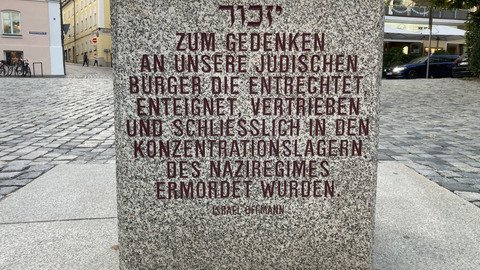 יזכור
ZUM GEDENKEN
AN UNSERE JÜDISCHEN
BÜRGER DIE ENTRECHTET,
ENTEIGNET, VERTRIEBEN
UND SCHLIESSLICH IN DEN
KONZENTRATIONSLAGERN
DES NAZIREGIMES
ERMORDET WURDEN.
ISRAEL OFFMANN